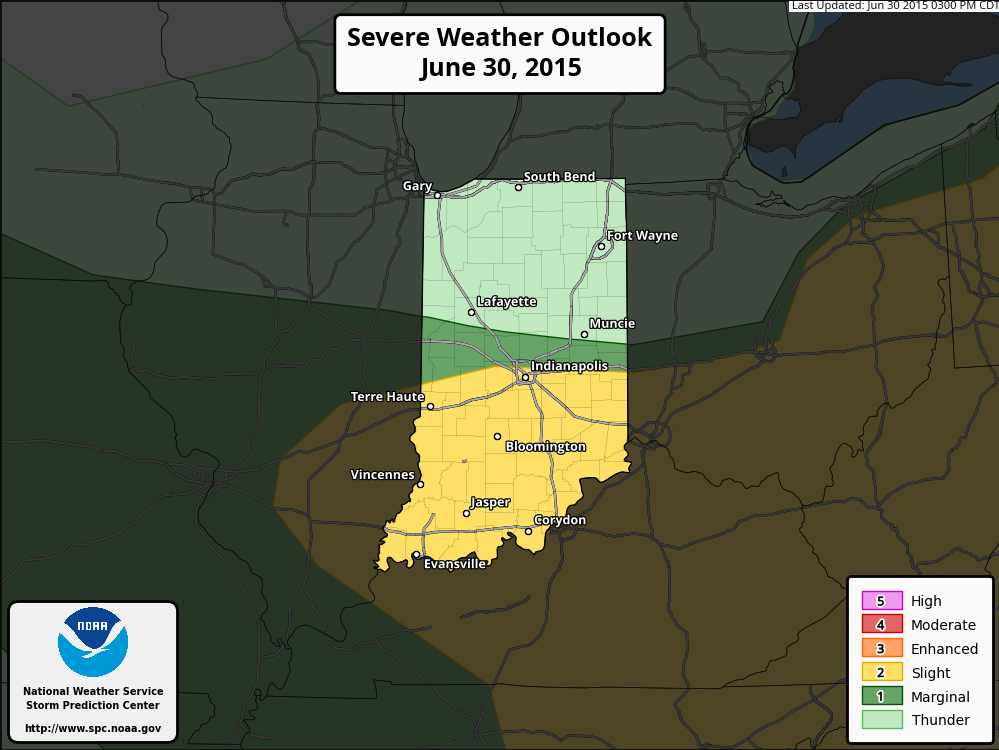 Last Updated: Jun 30 2015 0300 PM CDT
Severe Weather Outlook
June 30, 2015
Gary
South Bend
Fort Wayne
Lafayette
Muncie
Indianapolis
Terre Haute
Bloomington
Vincennes
Jasper
Corydon
Evansville
NOAA
National Weather Service
Storm Prediction Center
http://www.spc.noaa.gov
5 High
4 Moderate
3 Enhanced
2 Slight
1 Marginal
Thunder